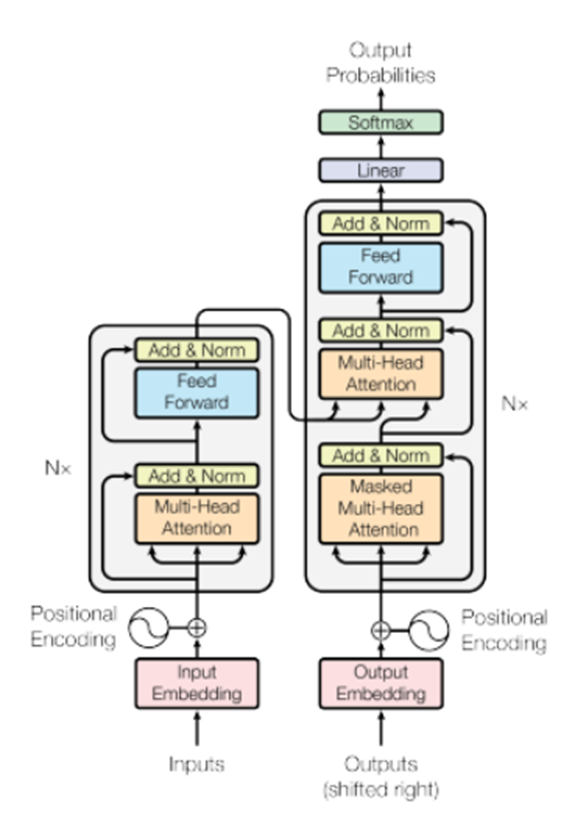 Output
Probabilities
Softmax
Linear
Add & Norm
Feed
Forward
Add & Norm
Multi-Head
Attention
Add & Norm
Masked
Multi-Head
Attention
Nx
Add & Norm
Feed
Forward
Add & Norm
Multi-Head
Attention
Nx
Positional
Encoding
Positional
Encoding
Input
Embedding
Output
Embedding
Inputs
Outputs
(shifted right)